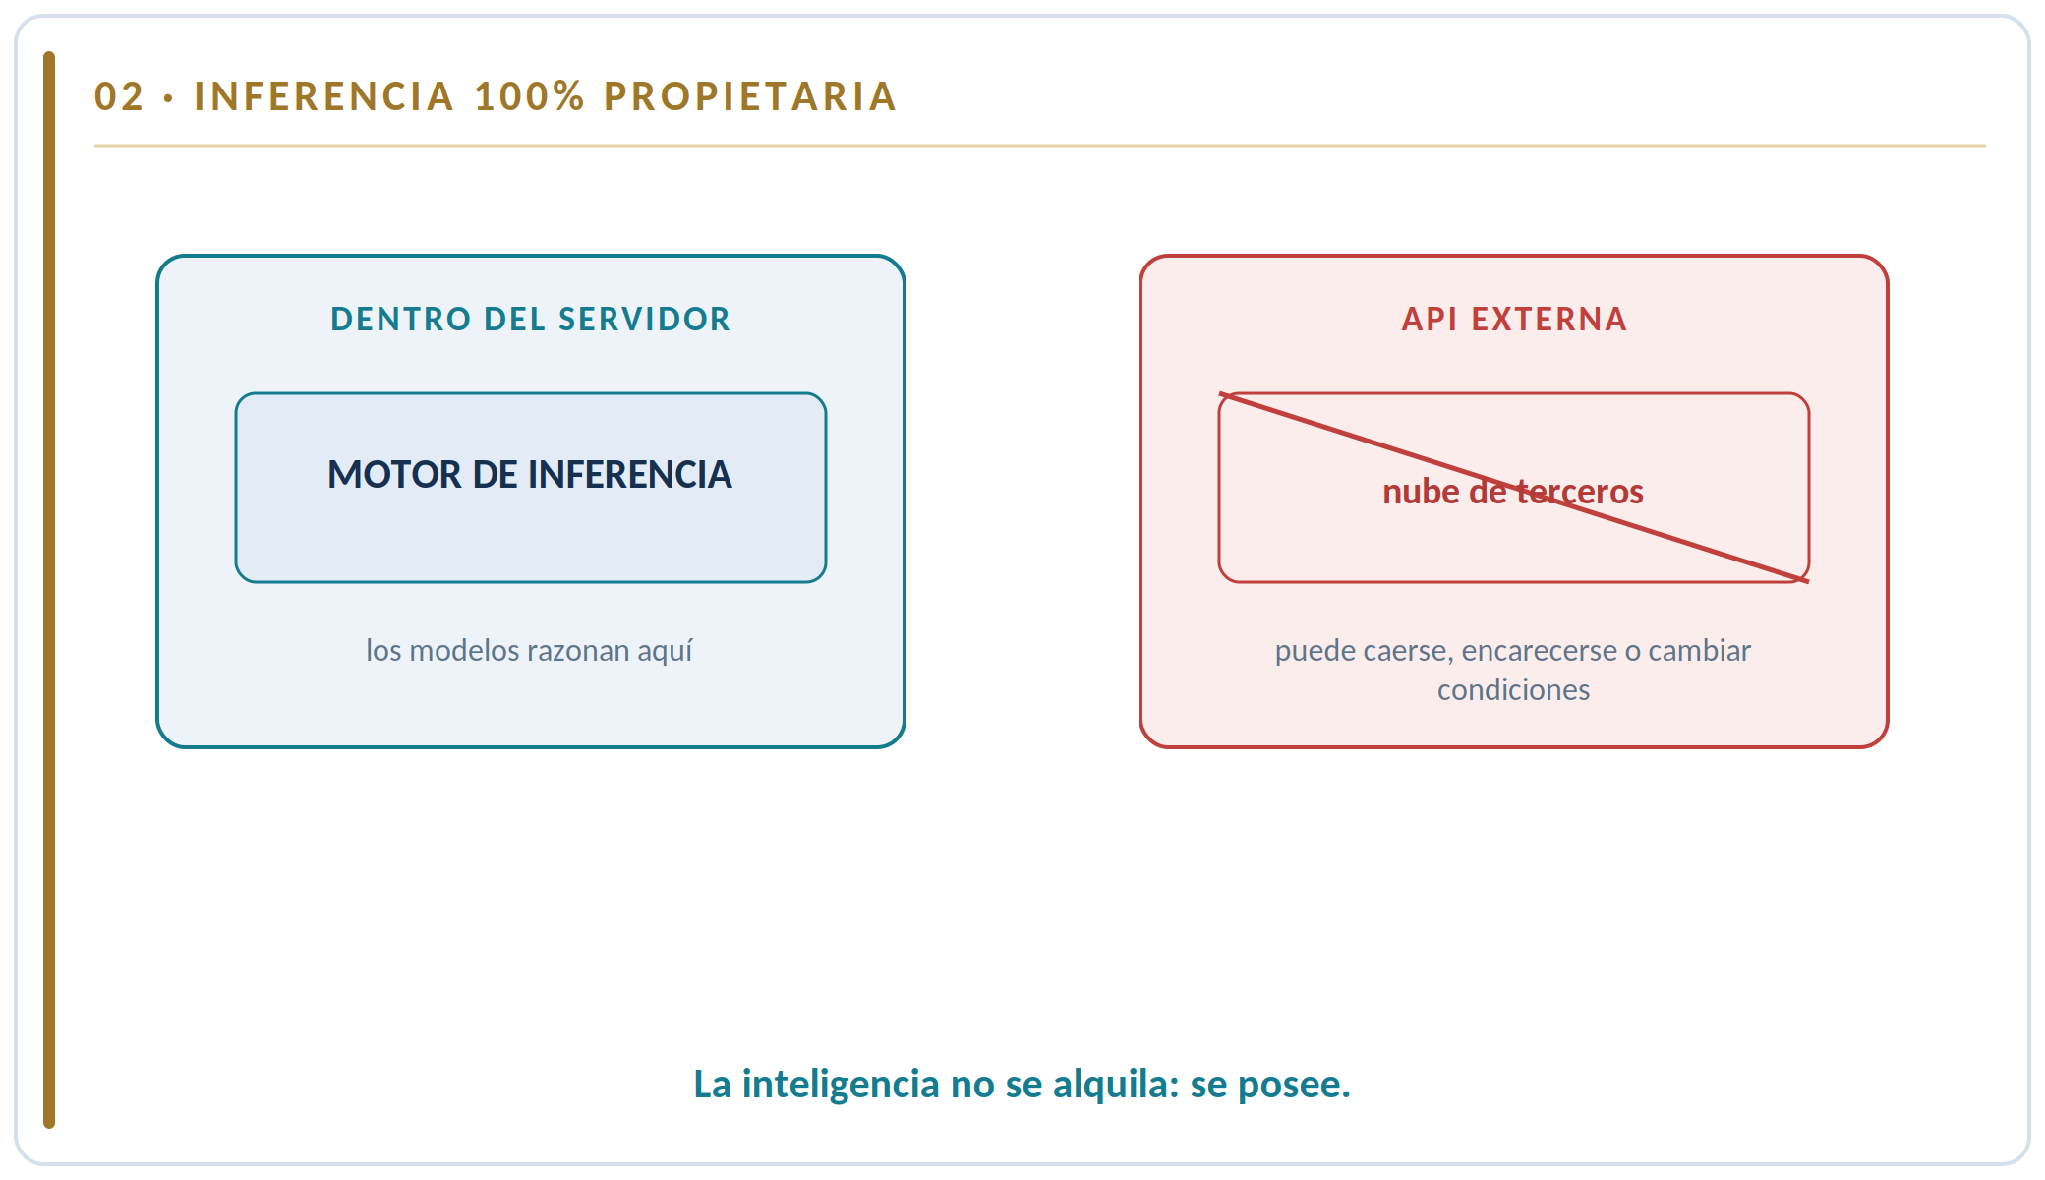 02 · INFERENCIA 100% PROPIETARIA
DENTRO DEL SERVIDOR
MOTOR DE INFERENCIA
los modelos razonan aquí
API EXTERNA
nube de terceros
puede caerse, encarecerse o cambiar
condiciones
La inteligencia no se alquila: se posee.